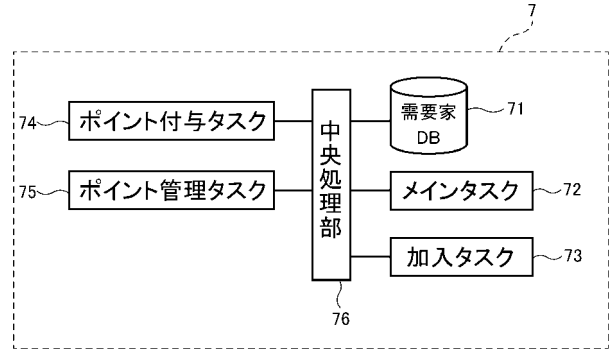 7
74
ポイント付与タスク
75
ポイント管理タスク
中央処理部
76
需要家
DB
71
メインタスク
72
加入タスク
73